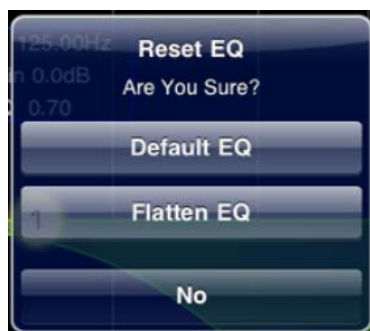 125.00Hz
Reset EQ
n 0.0dB
Are You Sure?
0.70
Default EQ
Flatten EQ
1
No